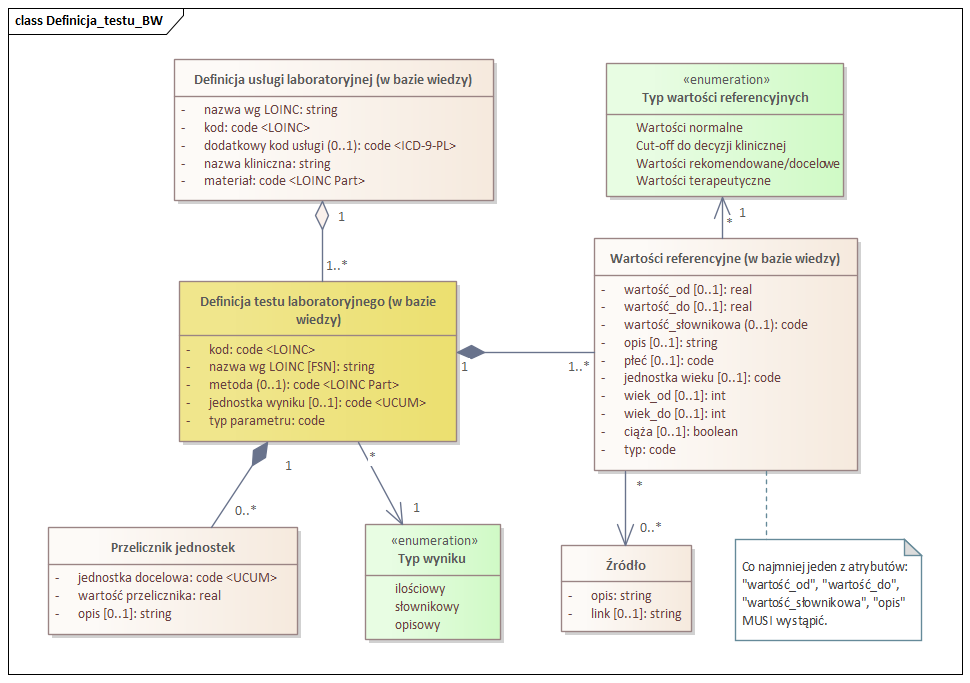 class Definicja_testu_BW
Definicja usługi laboratoryjnej (w bazie wiedzy)
- nazwa wg LOINC: string
- kod: code <LOINC>
- dodatkowy kod usługi (0..1): code <ICD-9-PL>
- nazwa kliniczna: string
- materiał: code <LOINC Part>
«enumeration»
Typ wartości referencyjnych
Wartości normalne
Cut-off do decyzji klinicznej
Wartości rekomendowane/docelowe
Wartości terapeutyczne
1
1..*
1
*
Definicja testu laboratoryjnego (w bazie
wiedzy)
- kod: code <LOINC>
- nazwa wg LOINC [FSN]: string
- metoda (0..1): code <LOINC Part>
- jednostka wyniku [0..1]: code <UCUM>
- typ parametru: code
1
1..*
Wartości referencyjne (w bazie wiedzy)
- wartość_od [0..1]: real
- wartość_do [0..1]: real
- wartość_słownikowa (0..1): code
- opis [0..1]: string
- płeć [0..1]: code
- jednostka wieku [0..1]: code
- wiek_od [0..1]: int
- wiek_do [0..1]: int
- ciąża [0..1]: boolean
- typ: code
1
0..*
*
1
*
0..*
Przelicznik jednostek
- jednostka docelowa: code <UCUM>
- wartość przelicznika: real
- opis [0..1]: string
«enumeration»
Typ wyniku
ilościowy
słownikowy
opisowy
Źródło
- opis: string
- link [0..1]: string
Co najmniej jeden z atrybutów:
"wartość_od", "wartość_do",
"wartość_słownikowa", "opis"
MUSI wystąpić.